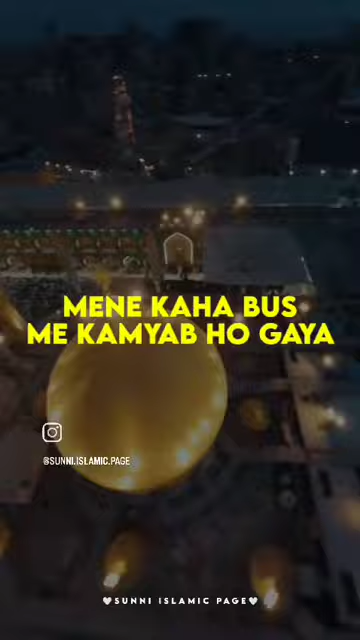 MENE KAHA BUS
ME KAMYAB HO GAYA
@SUNNI.ISLAMIC.PAGE
🤍SUNNI ISLAMIC PAGE🤍